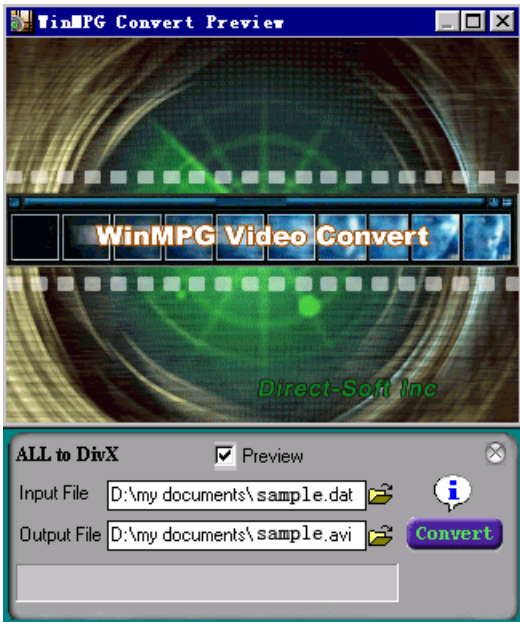 WinMPG Convert Preview
WinMPG Video Convert
Direct-Soft Inc
ALL to DivX Preview
Input File D:\my documents\sample.dat
Output File D:\my documents\sample.avi
Convert